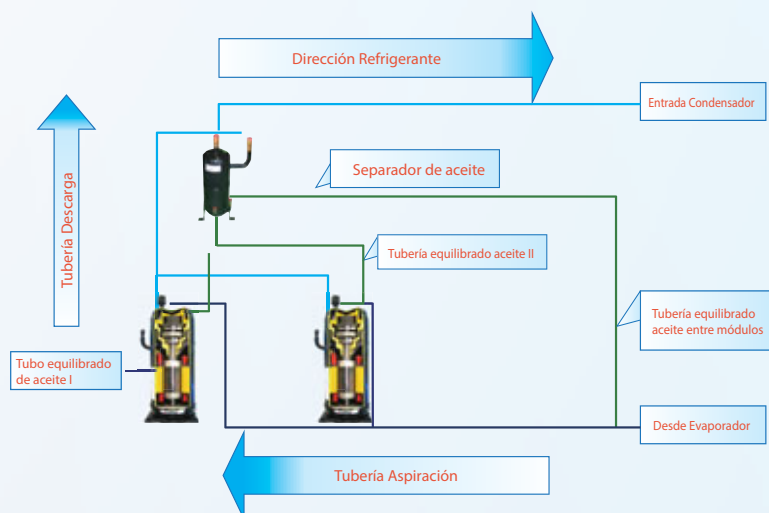 Dirección Refrigerante
Entrada Condensador
Tubería Descarga
Separador de aceite
Tubería equilibrado aceite II
Tubería equilibrado
aceite entre módulos
Tubo equilibrado
de aceite I
Desde Evaporador
Tubería Aspiración